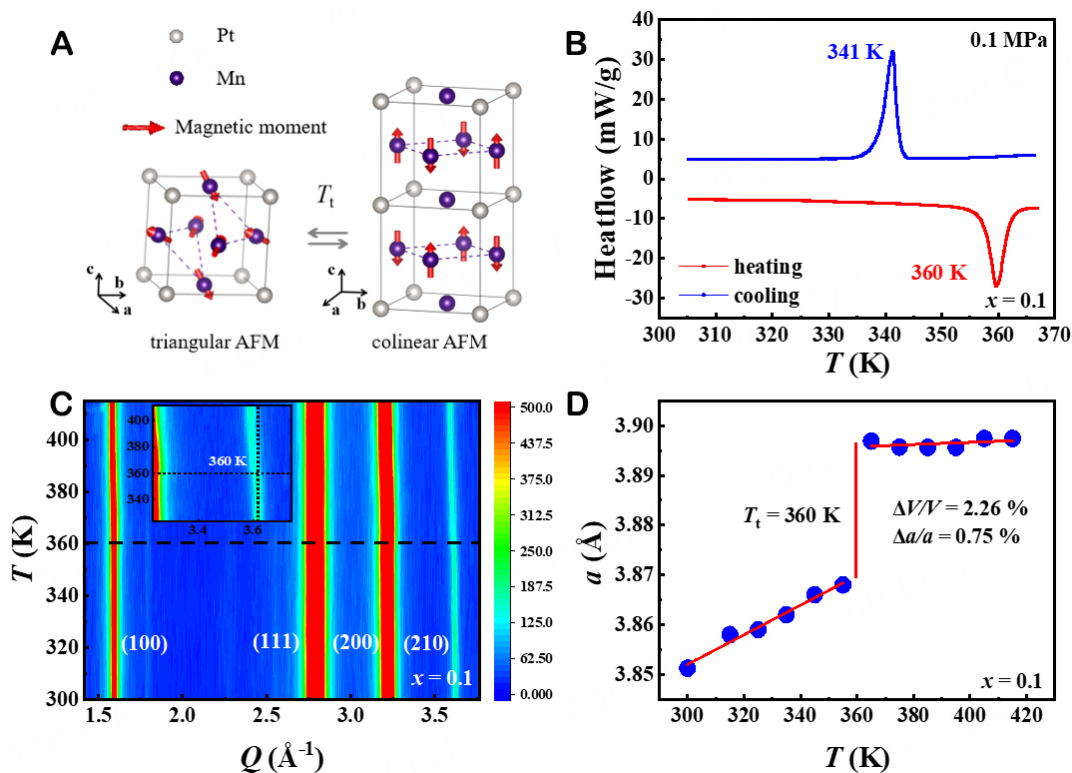 A
Pt
Mn
Magnetic moment
T_t
c
b
a
c
b
a
triangular AFM
colinear AFM
B
0.1 MPa
341 K
360 K
heating
cooling
x = 0.1
Heatflow (mW/g)
40
30
20
10
0
-10
-20
-30
305 310 320 330 340 350 360 370
T (K)
C
400
380
360
340
320
300
T (K)
400
380
360
340
3.4 3.6
360 K
(100) (111) (200) (210)
x = 0.1
1.5 2.0 2.5 3.0 3.5
Q (Å⁻¹)
500.0
437.5
375.0
312.5
250.0
187.5
125.0
62.50
0.000
D
3.90
3.89
3.88
3.87
3.86
3.85
a (Å)
T_t = 360 K
ΔV/V = 2.26 %
Δa/a = 0.75 %
x = 0.1
300 320 340 360 380 400 420
T (K)